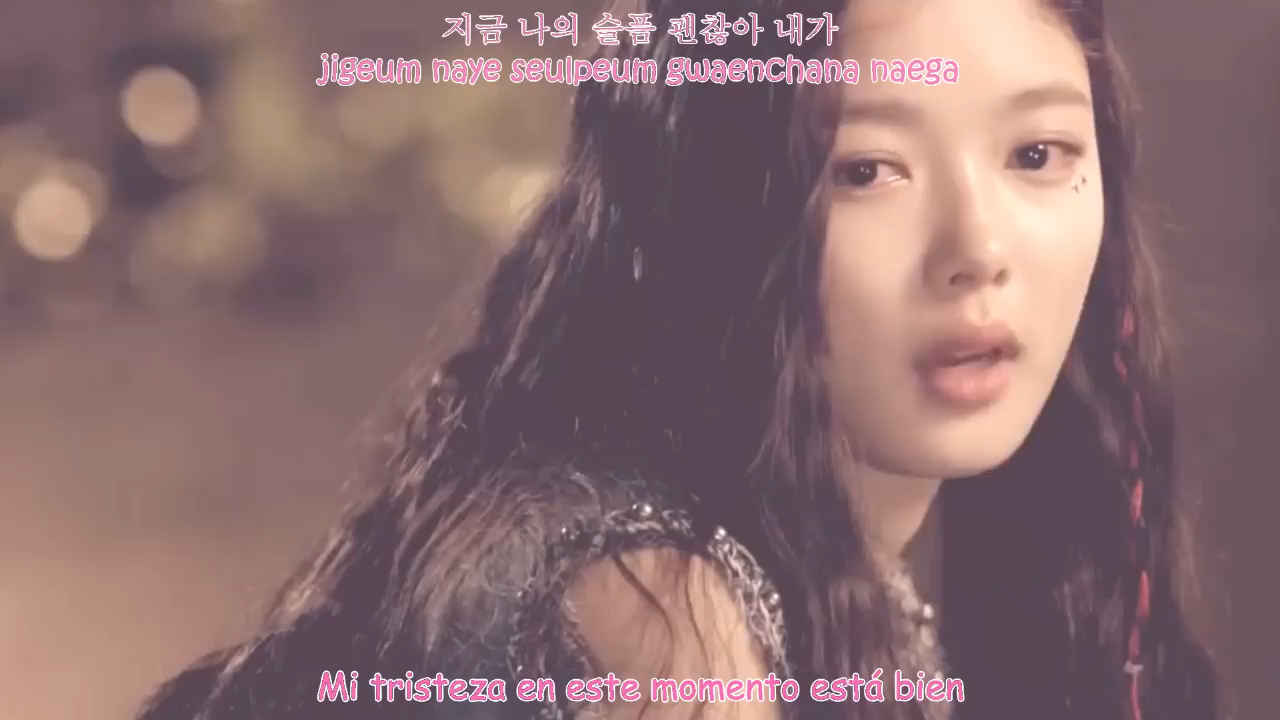 지금 나의 슬픔 괜찮아 내가
jigeum naye seulpeum gwaenchana naega
Mi tristeza en este momento está bien